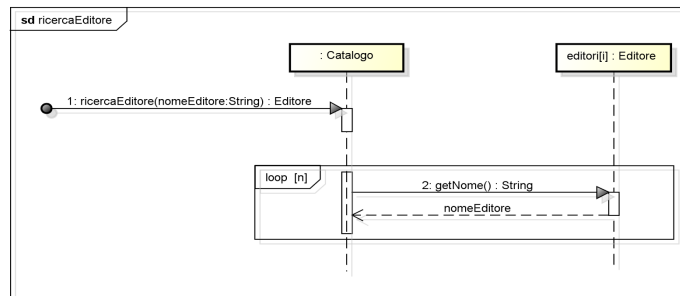 sd ricercaEditore
: Catalogo
editori[i] : Editore
1: ricercaEditore(nomeEditore:String) : Editore
loop [n]
2: getNome() : String
nomeEditore